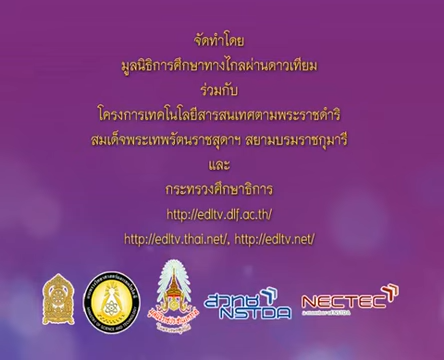 จัดทำโดย
มูลนิธิการศึกษาทางไกลผ่านดาวเทียม
ร่วมกับ
โครงการเทคโนโลยีสารสนเทศตามพระราชดำริ
สมเด็จพระเทพรัตนราชสุดาฯ สยามบรมราชกุมารี
และ
กระทรวงศึกษาธิการ
http://edltv.dlf.ac.th/
http://edltv.thai.net/, http://edltv.net/
สวทช
NSTDA
NECTEC
a member of NSTDA